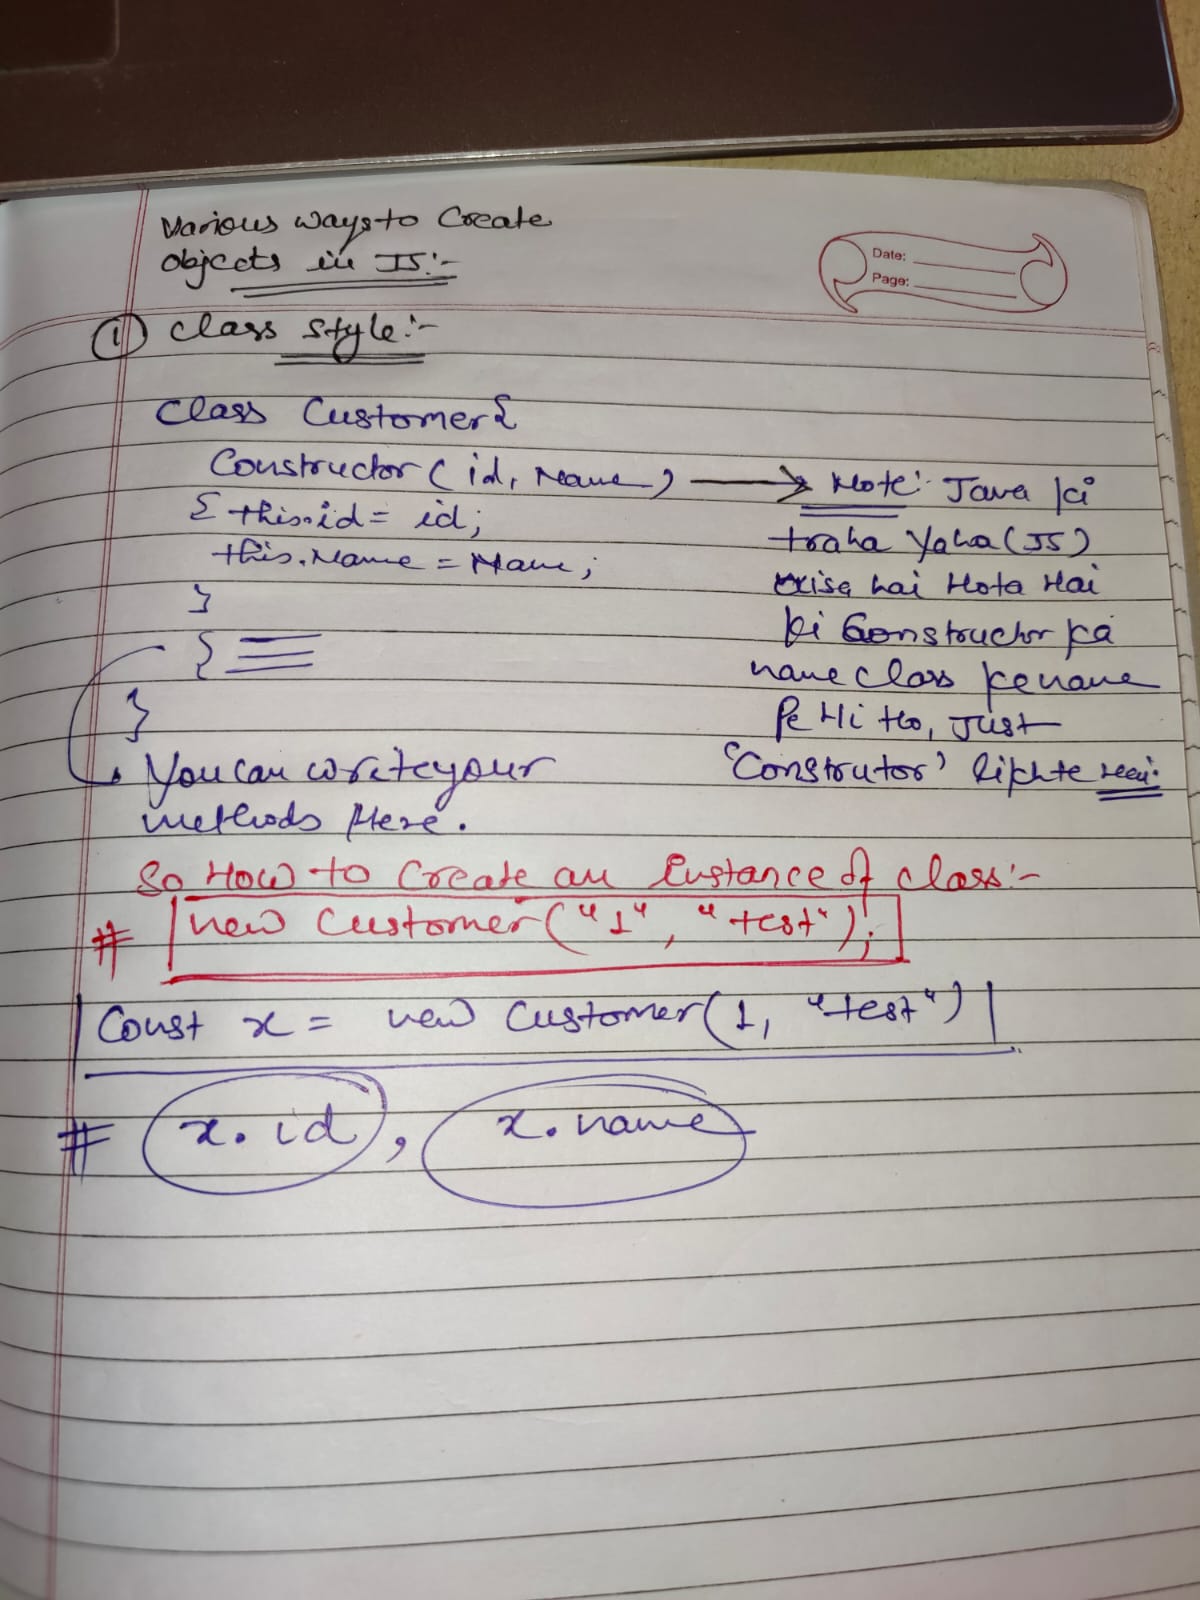 Various ways to Create
objects in JS:-
Date:
Page:
① Class Style:-
Class Customer{
Constructor ( id, Name )
{ this.id = id;
this.Name = Name;
}
{
}
You can write your
methods Here.
Note: Java ki
traha Yaha (JS)
hai Hota Hai
ki Constructor ka
name class ke name
Pe Hi Ho, Just
'Construtor' likhte Hai.
So How to Create an Instance of class:-
# new Customer("1", "test");
Const x = new Customer(1, "test")
# x.id, x.name